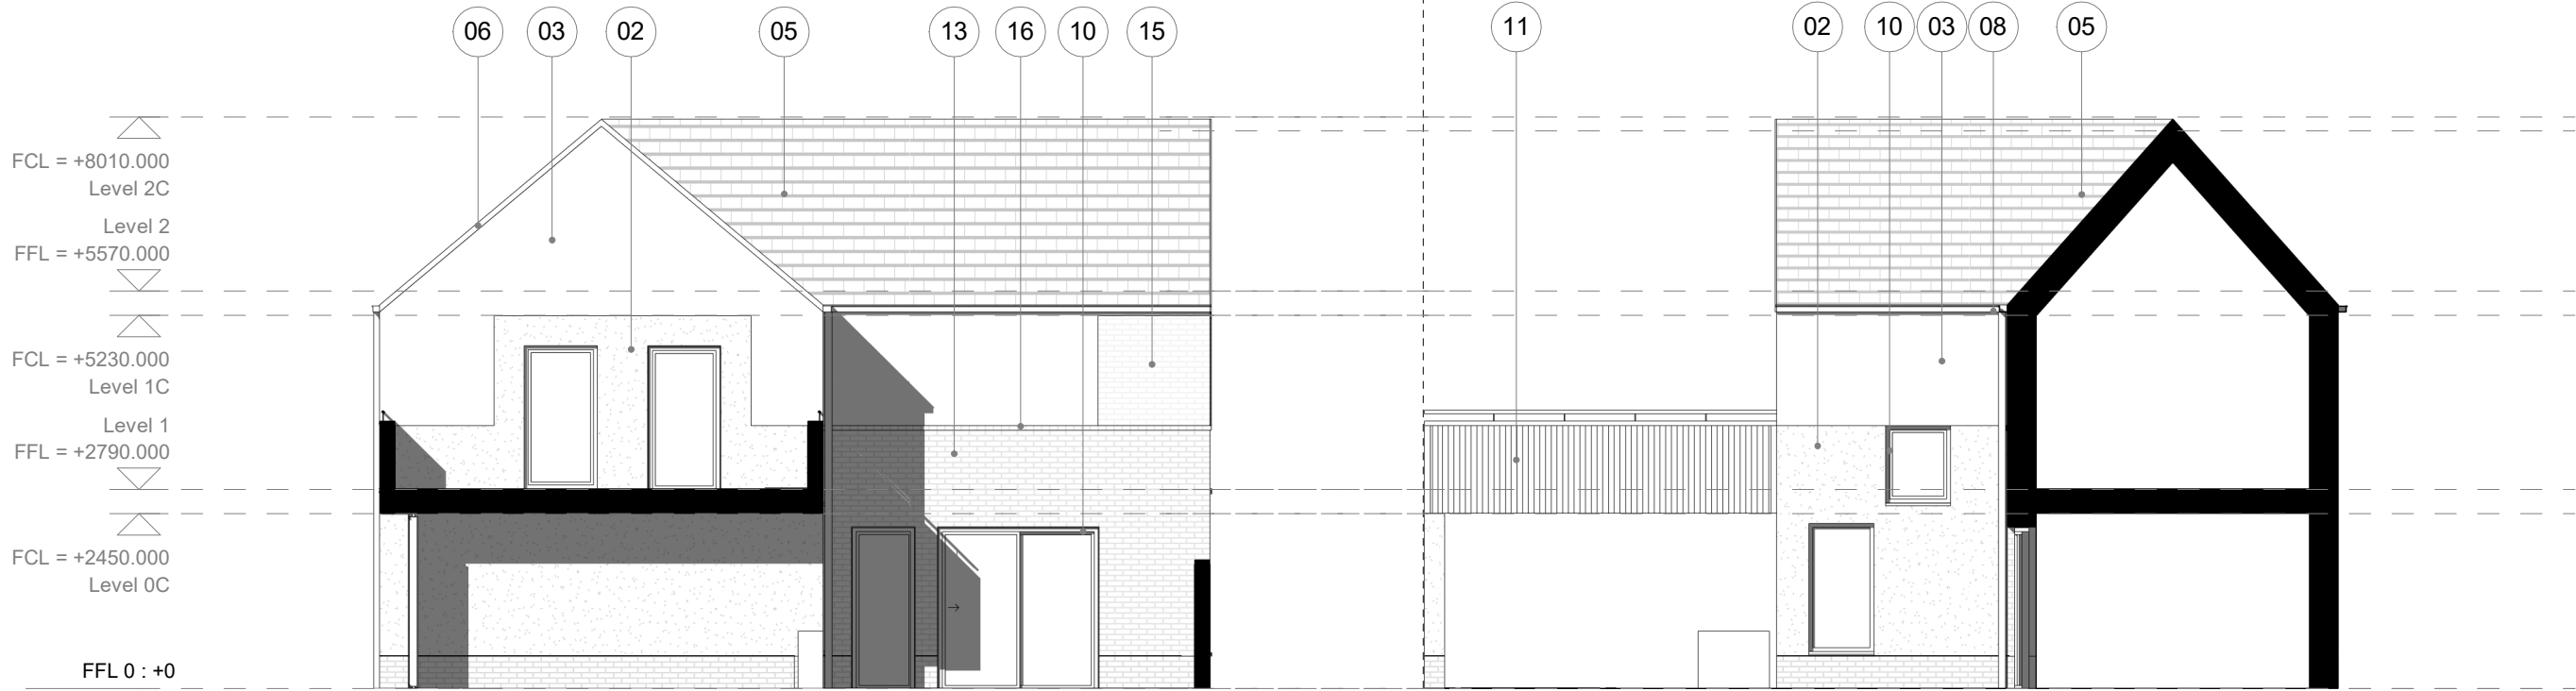 06
03
02
05
13
16
10
15
11
02
10
03
08
05
FCL = +8010.000
Level 2C
Level 2
FFL = +5570.000
FCL = +5230.000
Level 1C
Level 1
FFL = +2790.000
FCL = +2450.000
Level 0C
FFL 0 : +0